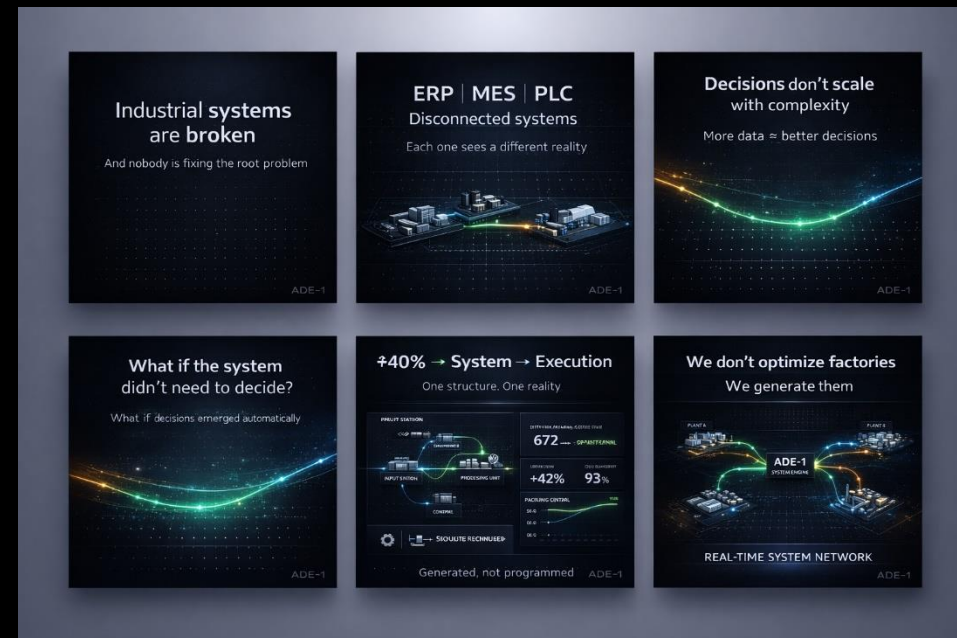 Industrial systems
are broken
And nobody is fixing the root problem
ADE-1
ERP | MES | PLC
Disconnected systems
Each one sees a different reality
ADE-1
Decisions don't scale
with complexity
More data ≈ better decisions
ADE-1
What if the system
didn't need to decide?
What if decisions emerged automatically
ADE-1
+40% → System → Execution
One structure. One reality
INPUT STATION
672
+42%
93%
Generated, not programmed
ADE-1
We don't optimize factories
We generate them
PLANT A
ADE-1
SYSTEM ENGINE
REAL-TIME SYSTEM NETWORK
ADE-1